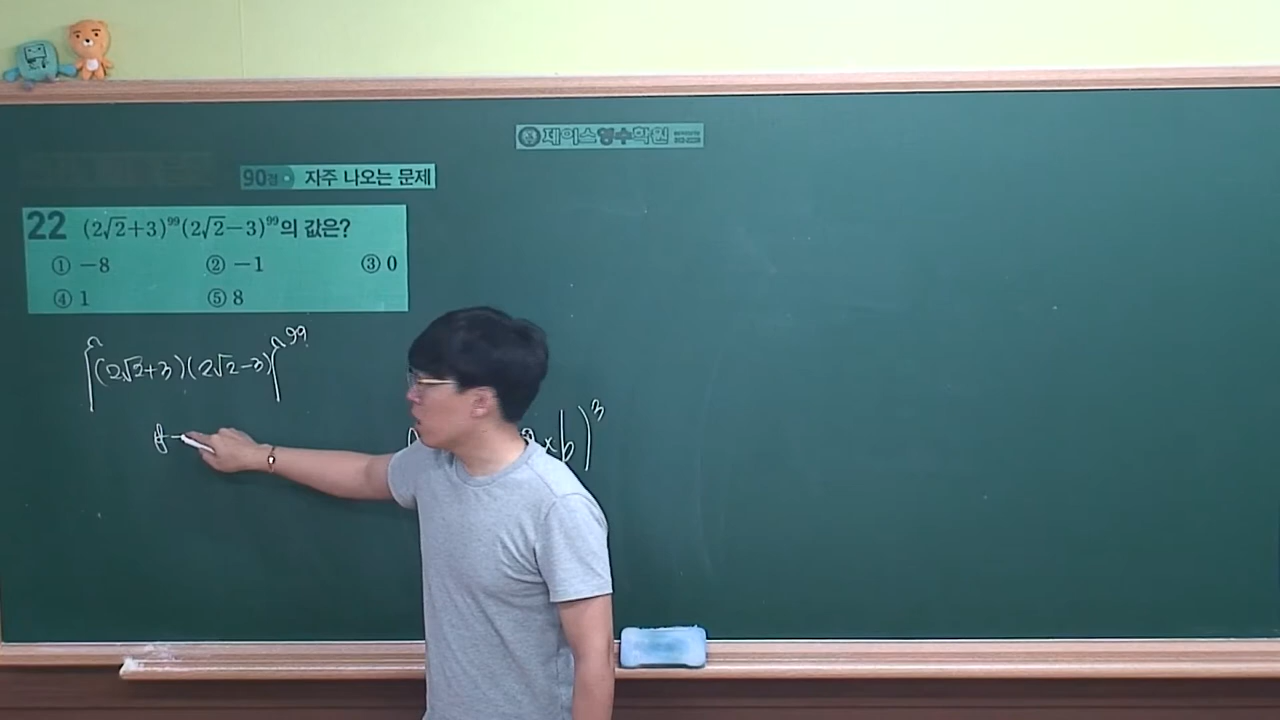 제이스영수학원
90점 자주 나오는 문제
22 (2√2+3)⁹⁹(2√2−3)⁹⁹의 값은?
① −8 ② −1 ③ 0
④ 1 ⑤ 8
[(2√2+3)(2√2−3)]⁹⁹
8−
×b)³